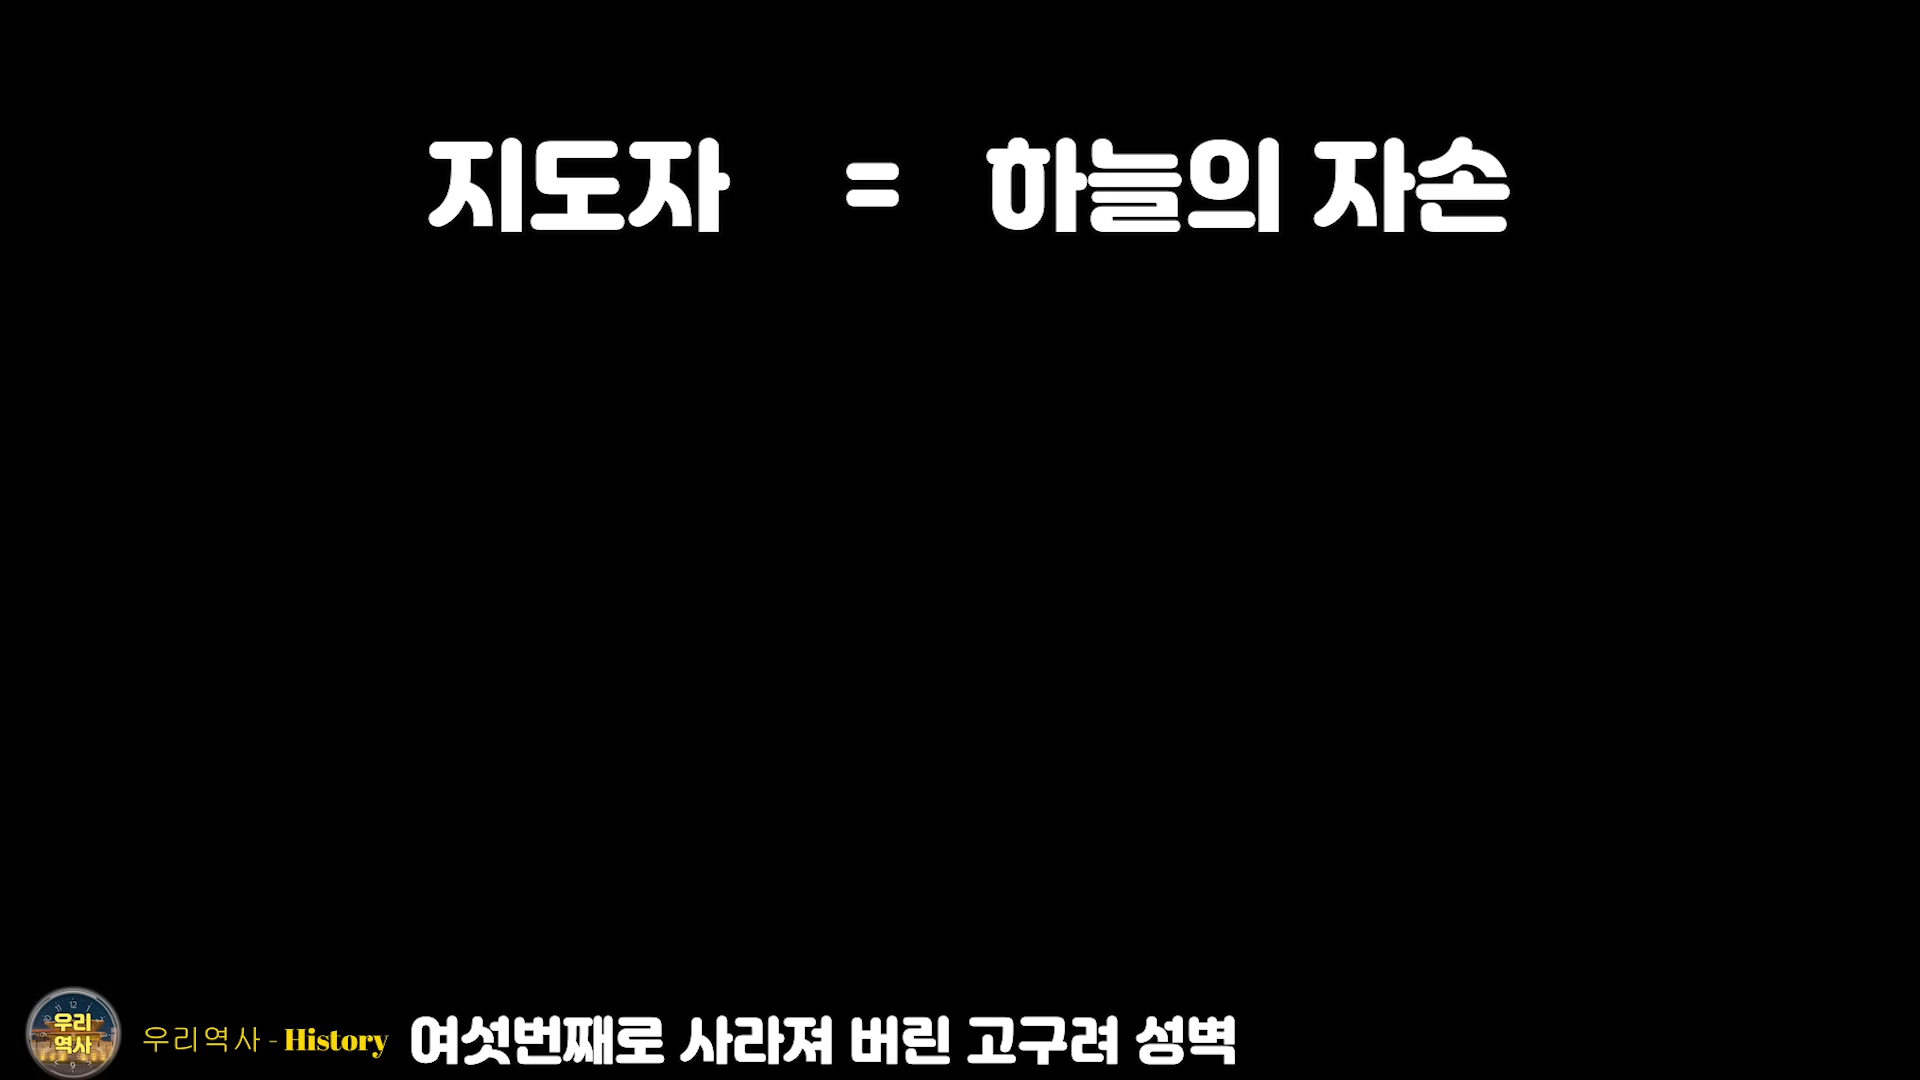 지도자 = 하늘의 자손
우리
역사
우리역사 - History 여섯번째로 사라져 버린 고구려 성벽